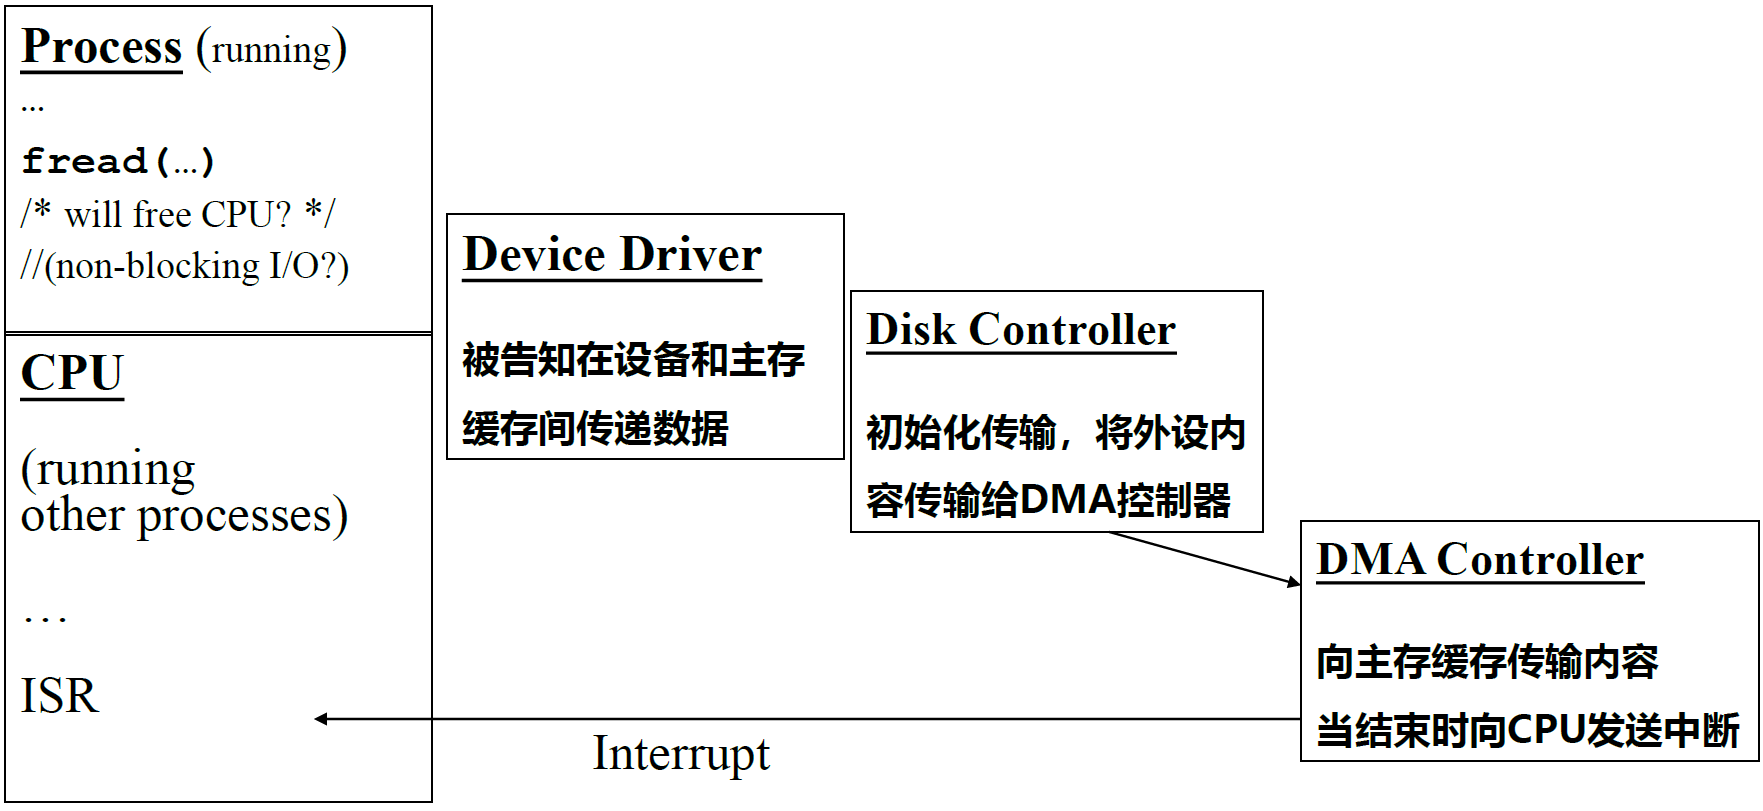 Process (running)
...
fread(…)
/* will free CPU? */
//(non-blocking I/O?)
CPU
(running
other processes)
…
ISR
Device Driver
被告知在设备和主存
缓存间传递数据
Disk Controller
初始化传输，将外设内
容传输给DMA控制器
DMA Controller
向主存缓存传输内容
当结束时向CPU发送中断
Interrupt